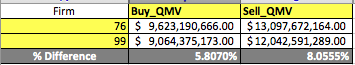 Firm Buy_QMV Sell_QMV
76 $ 9,623,190,666.00 $13,097,672,164.00
99 $ 9,064,375,173.00 $12,042,591,289.00
% Difference 5.8070% 8.0555%